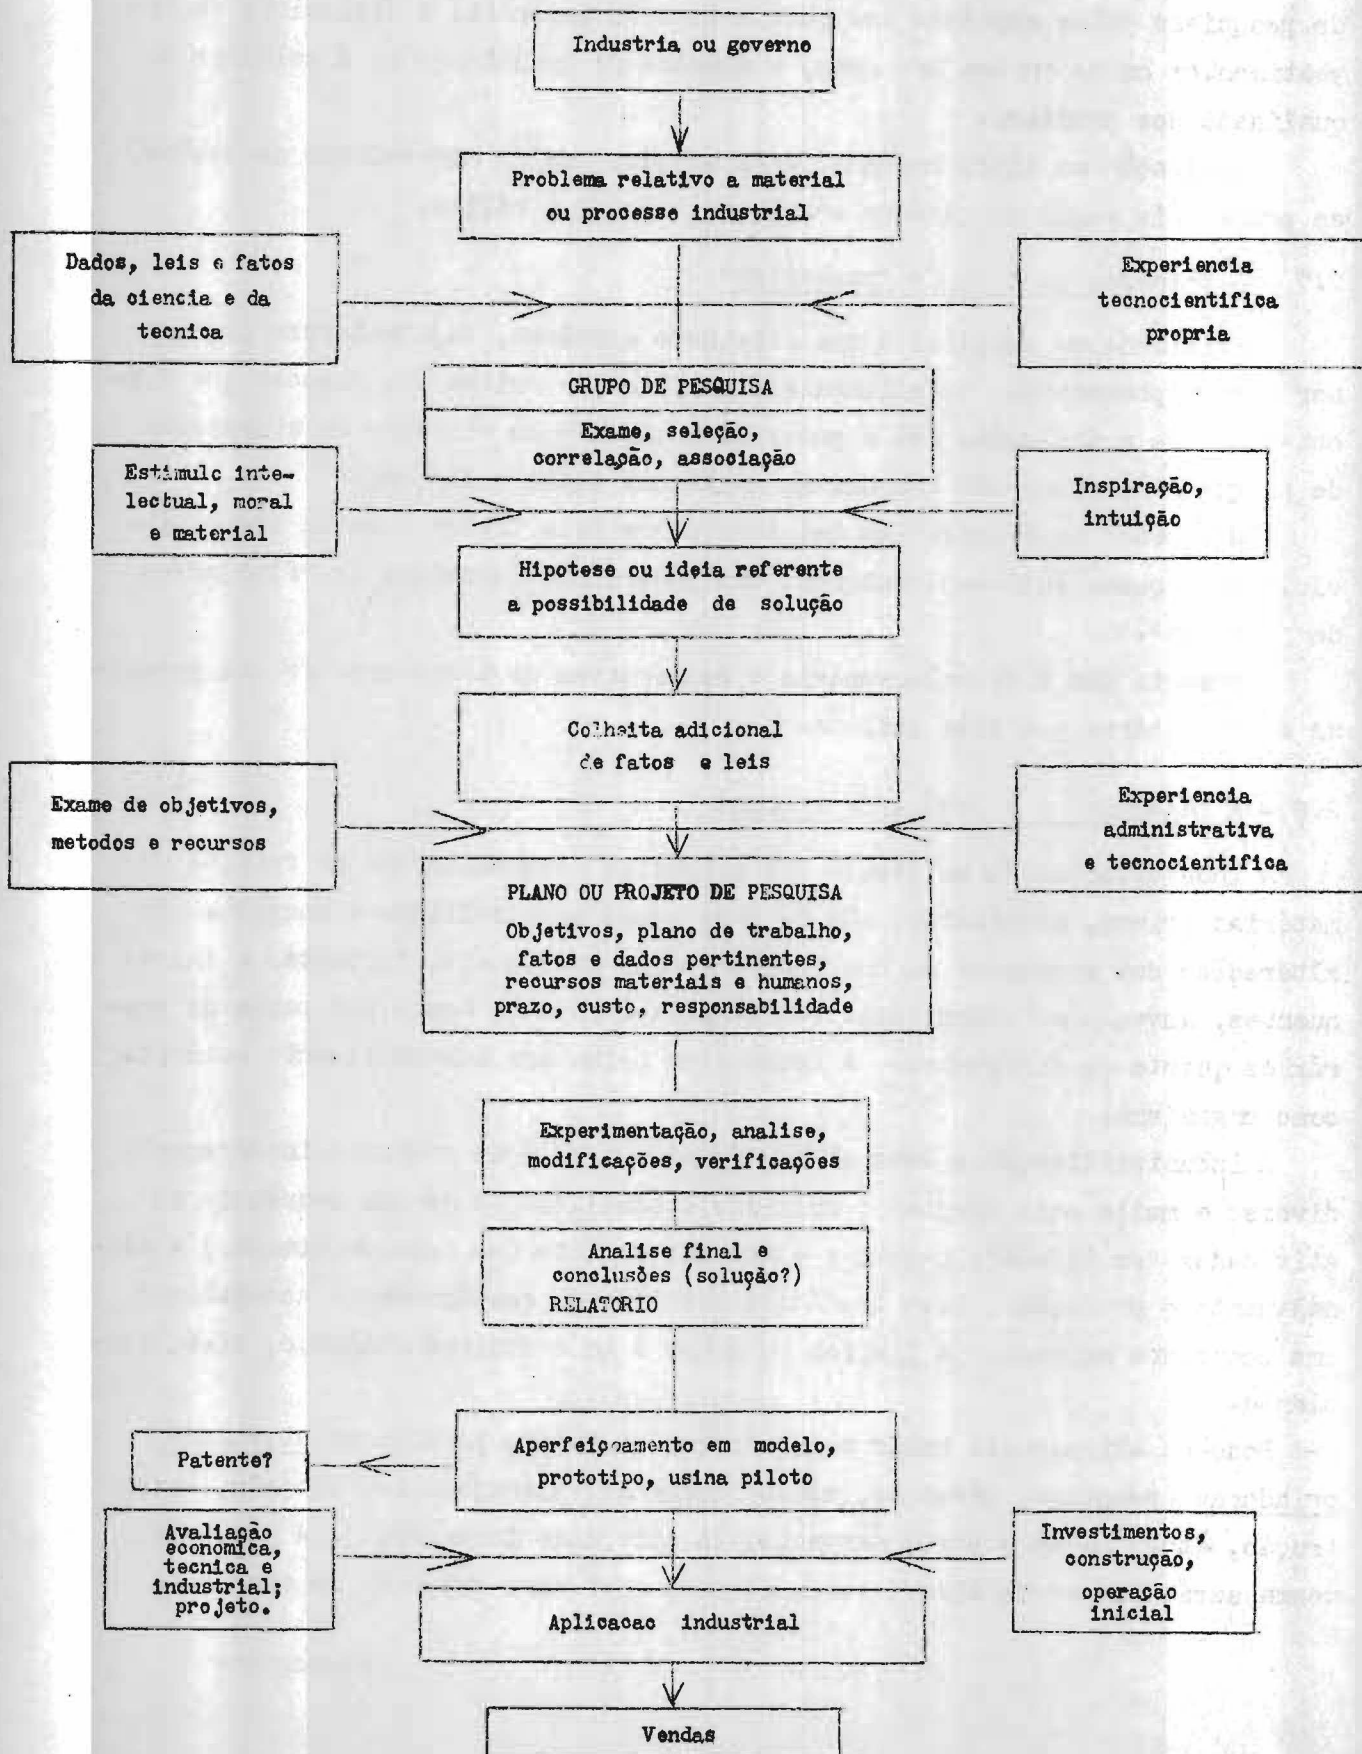 Industria ou governo
Problema relativo a material
ou processo industrial
Dados, leis e fatos
da ciencia e da
tecnica
Experiencia
tecnocientifica
propria
GRUPO DE PESQUISA
Exame, seleção,
correlação, associação
Estimulo inte-
lectual, moral
e material
Inspiração,
intuição
Hipotese ou ideia referente
a possibilidade de solução
Colheita adicional
de fatos e leis
Exame de objetivos,
metodos e recursos
Experiencia
administrativa
e tecnocientifica
PLANO OU PROJETO DE PESQUISA
Objetivos, plano de trabalho,
fatos e dados pertinentes,
recursos materiais e humanos,
prazo, custo, responsabilidade
Experimentação, analise,
modificações, verificações
Analise final e
conclusões (solução?)
RELATORIO
Aperfeiçoamento em modelo,
prototipo, usina piloto
Patente?
Avaliação
economica,
tecnica e
industrial;
projeto.
Investimentos,
construção,
operação
inicial
Aplicacao industrial
Vendas